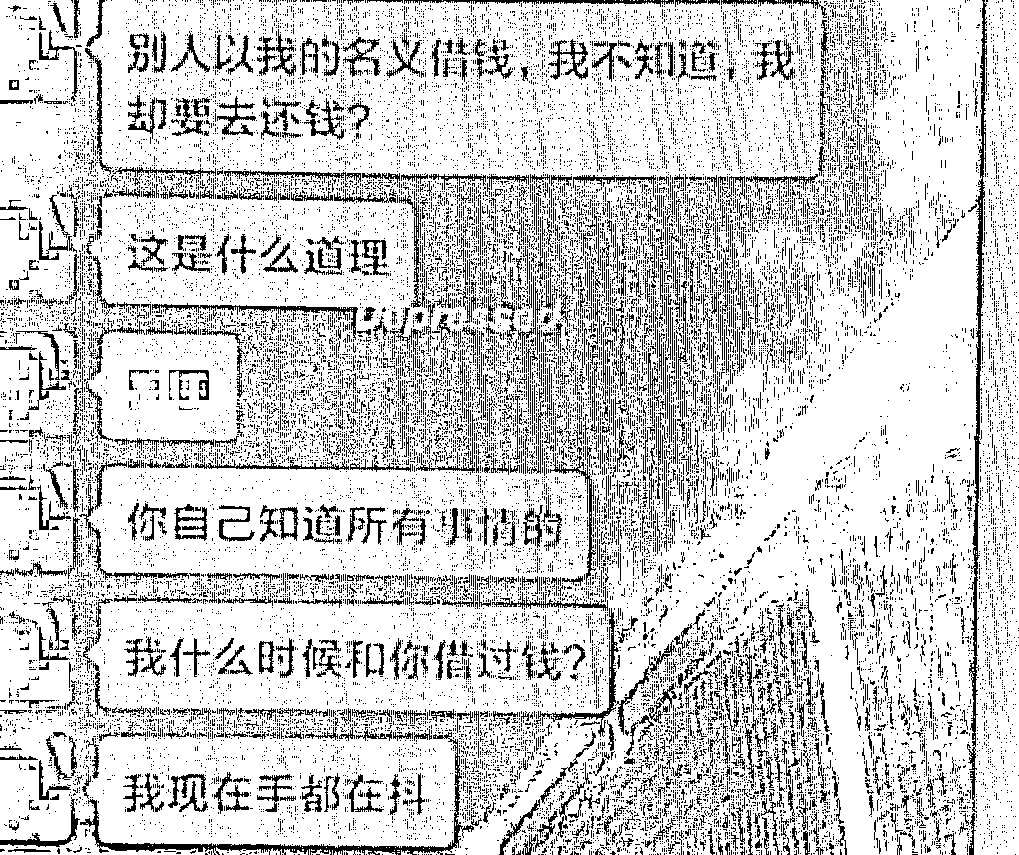 别人以我的名义借钱，我不知道，我
却要去还钱？
这是什么道理
Depressed
你自己知道所有事情的
我什么时候和你借过钱？
我现在手都在抖